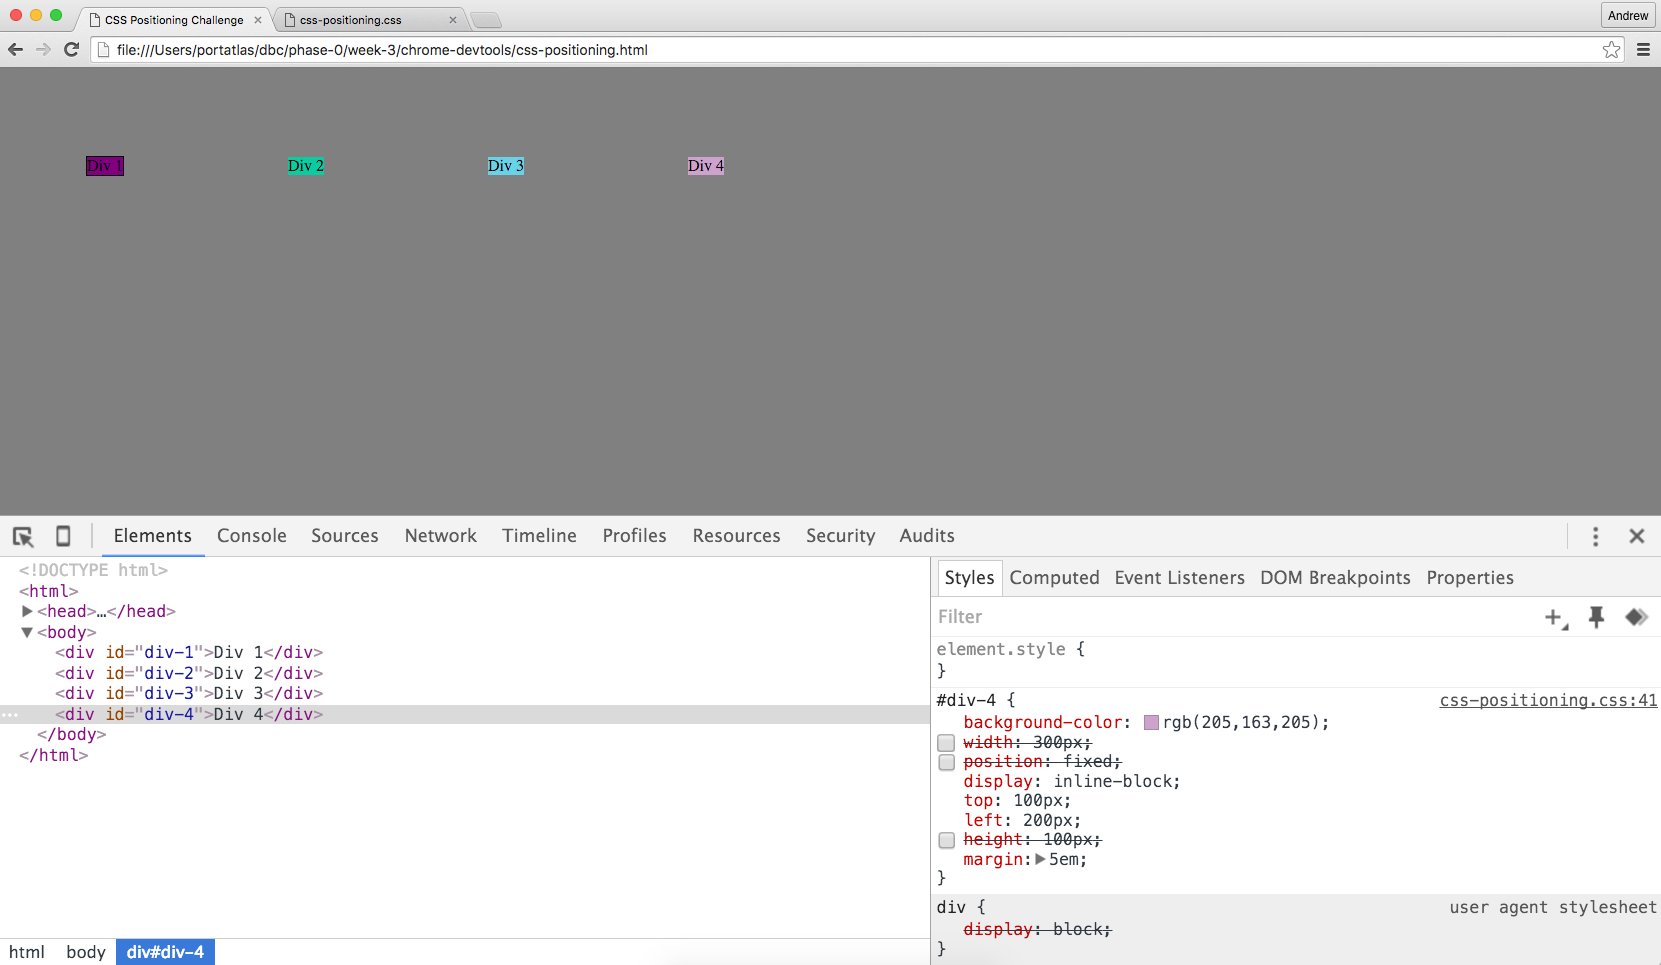 CSS Positioning Challenge × css-positioning.css × Andrew
file:///Users/portatlas/dbc/phase-0/week-3/chrome-devtools/css-positioning.html
Div 1 Div 2 Div 3 Div 4
Elements Console Sources Network Timeline Profiles Resources Security Audits
<!DOCTYPE html>
<html>
▶<head>…</head>
▼<body>
<div id="div-1">Div 1</div>
<div id="div-2">Div 2</div>
<div id="div-3">Div 3</div>
<div id="div-4">Div 4</div>
</body>
</html>
html body div#div-4
Styles Computed Event Listeners DOM Breakpoints Properties
Filter
element.style {
}
#div-4 { css-positioning.css:41
background-color: rgb(205,163,205);
width: 300px;
position: fixed;
display: inline-block;
top: 100px;
left: 200px;
height: 100px;
margin:▶5em;
}
div { user agent stylesheet
display: block;
}